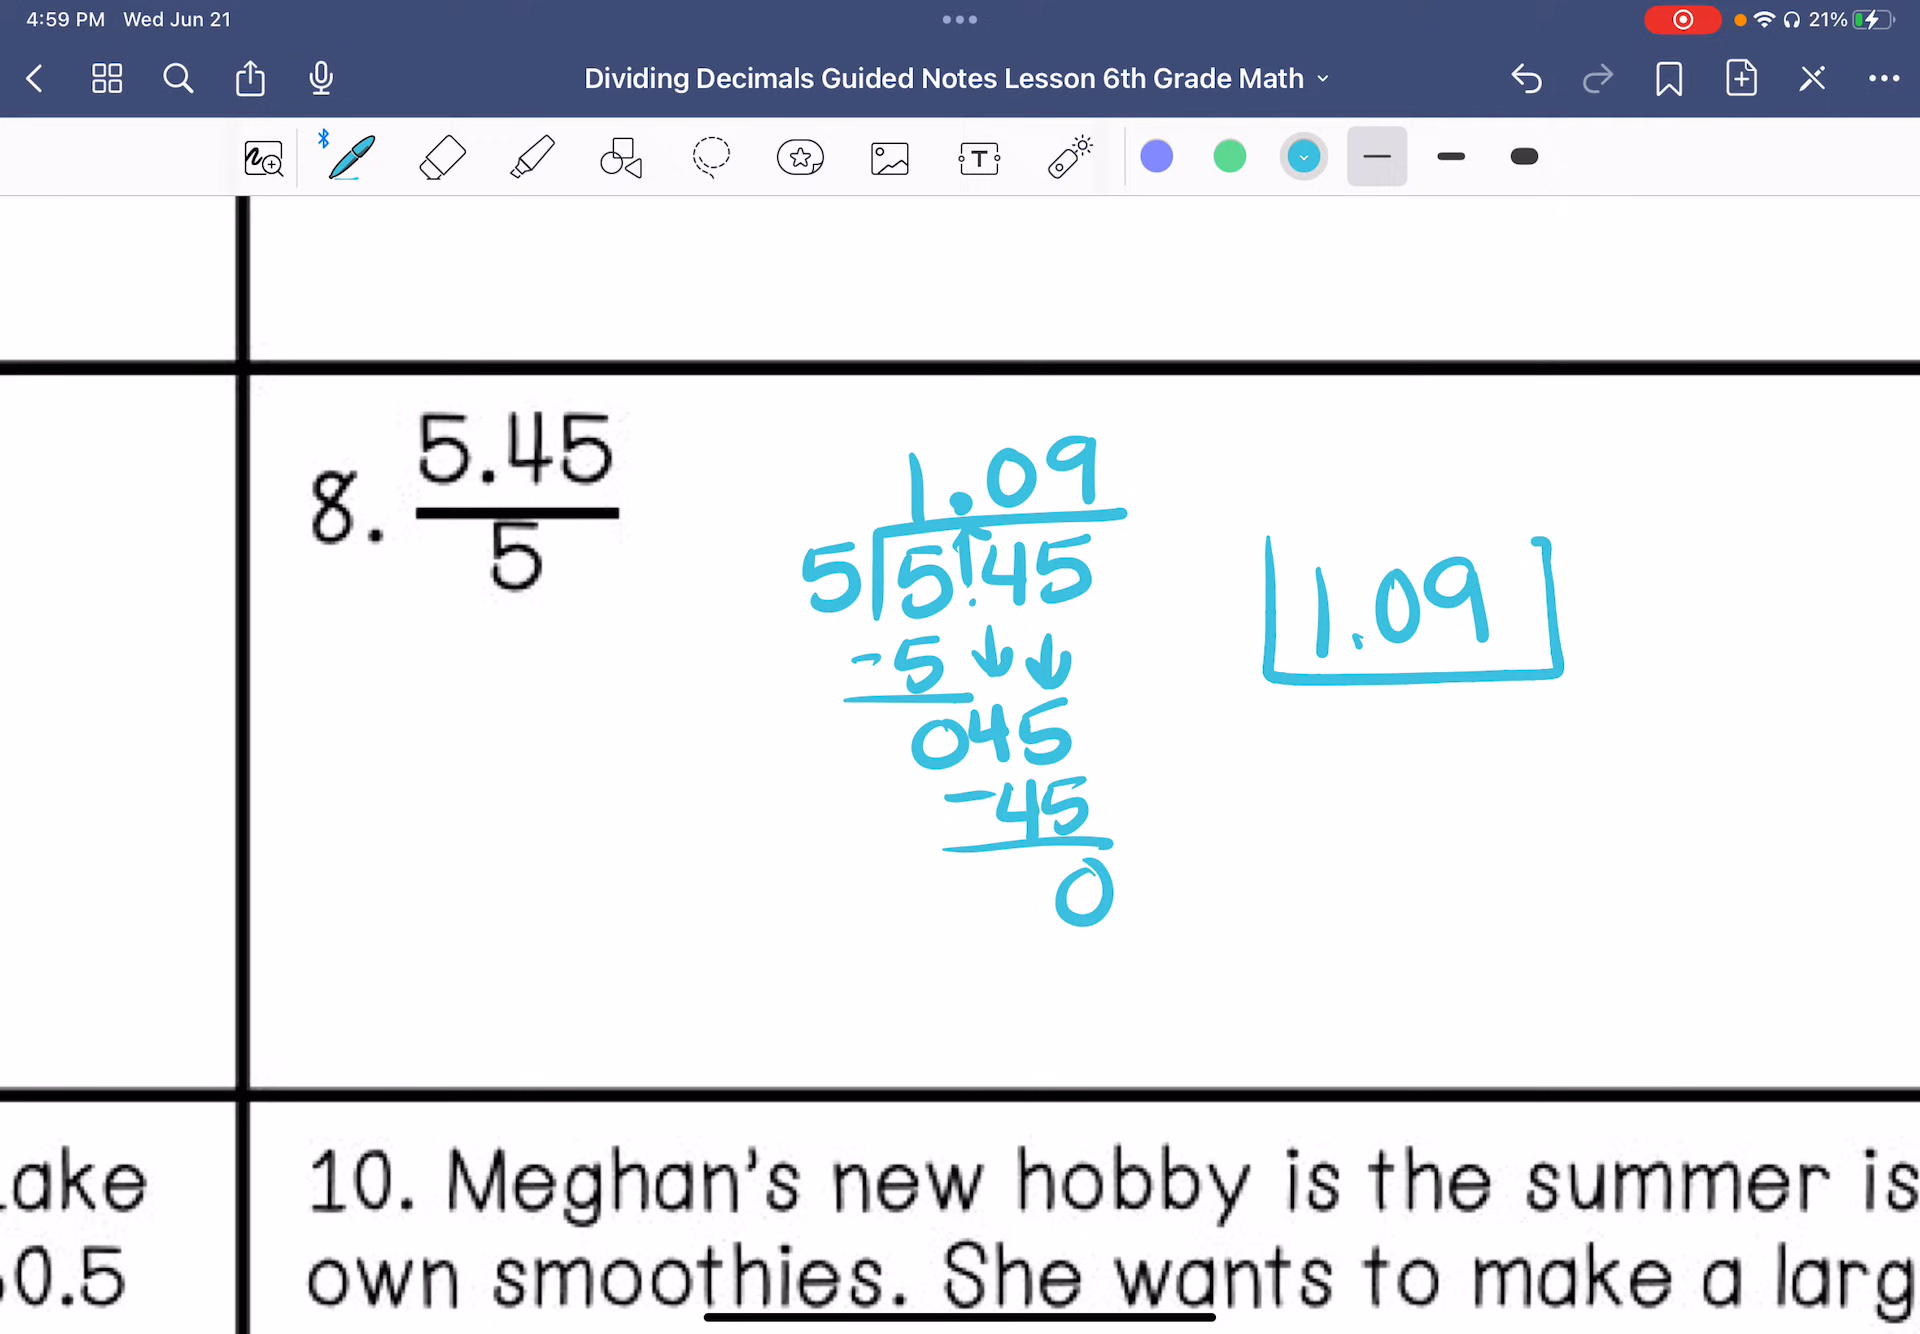 4:59 PM Wed Jun 21
21%
Dividing Decimals Guided Notes Lesson 6th Grade Math
T
8. 5.45
5
1.09
5 5.45
-5
045
-45
0
1.09
ake
0.5
10. Meghan's new hobby is the summer is
own smoothies. She wants to make a larg